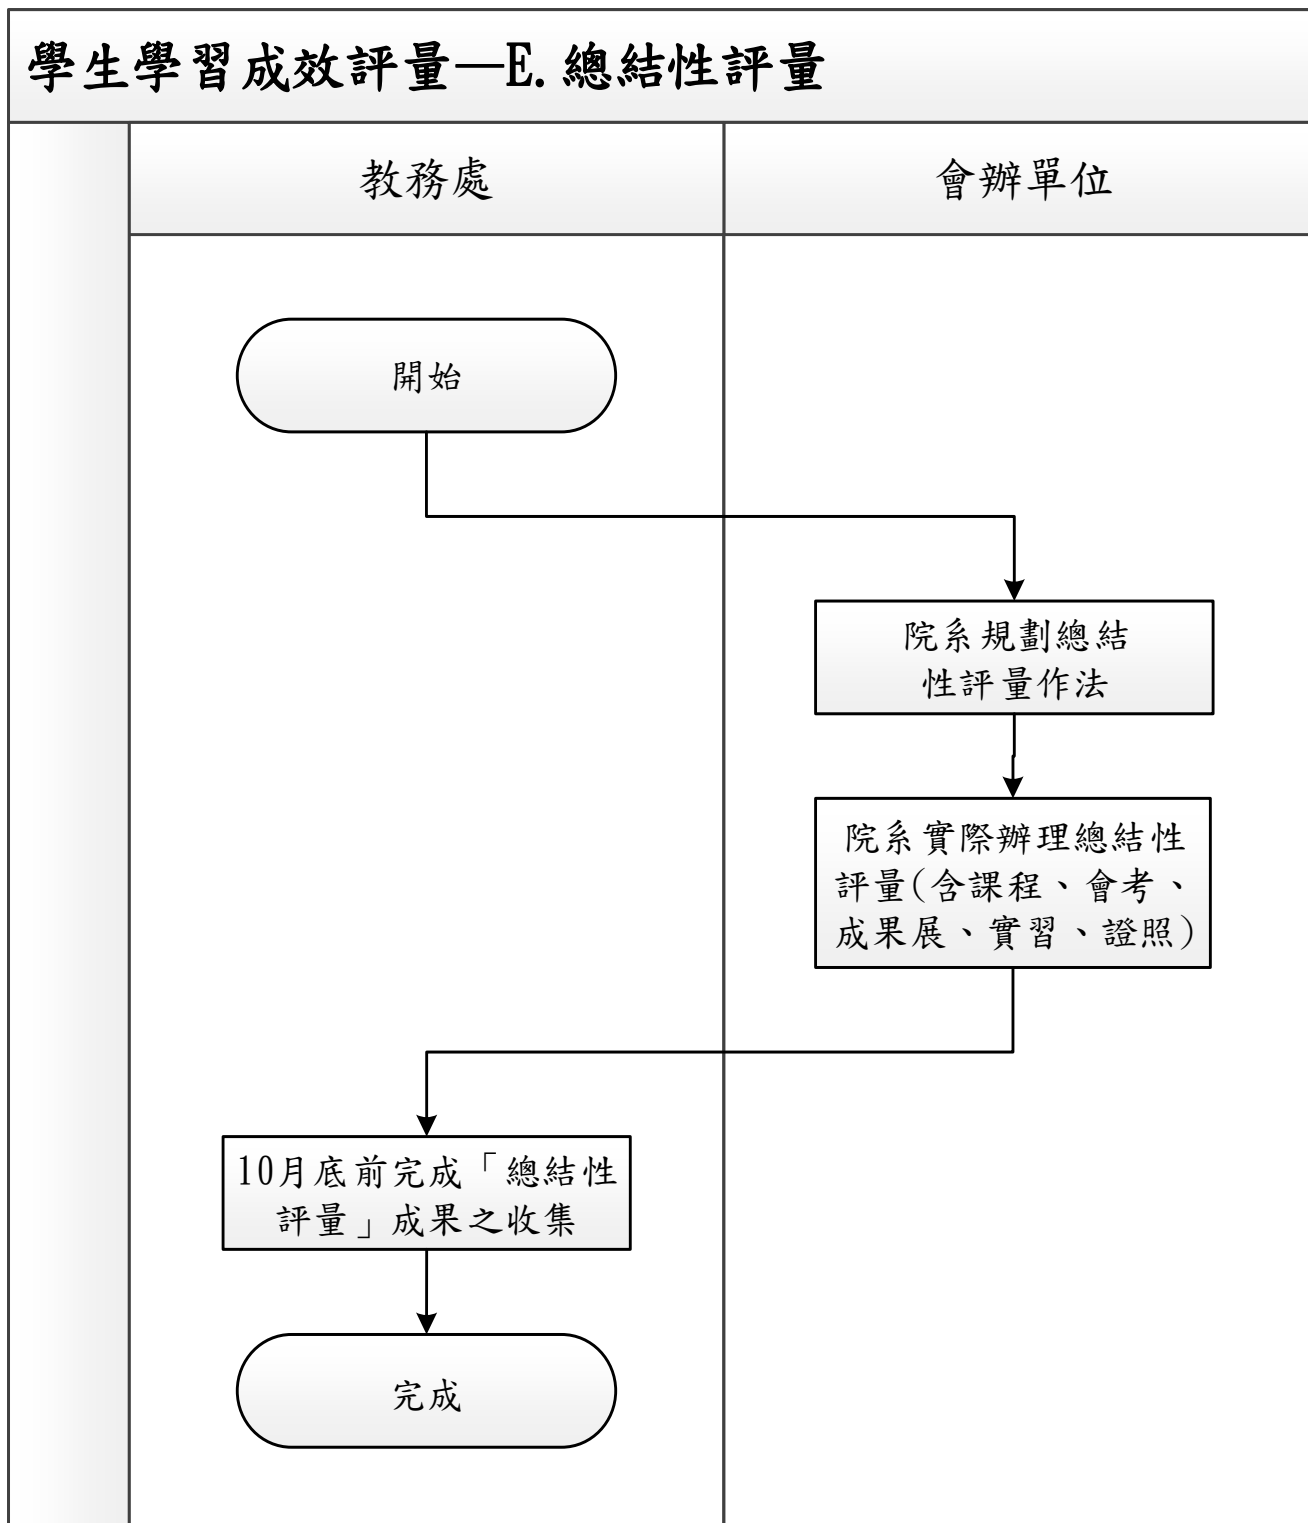 學生學習成效評量—E.總結性評量
教務處
會辦單位
開始
院系規劃總結
性評量作法
院系實際辦理總結性
評量(含課程、會考、
成果展、實習、證照)
10月底前完成「總結性
評量」成果之收集
完成